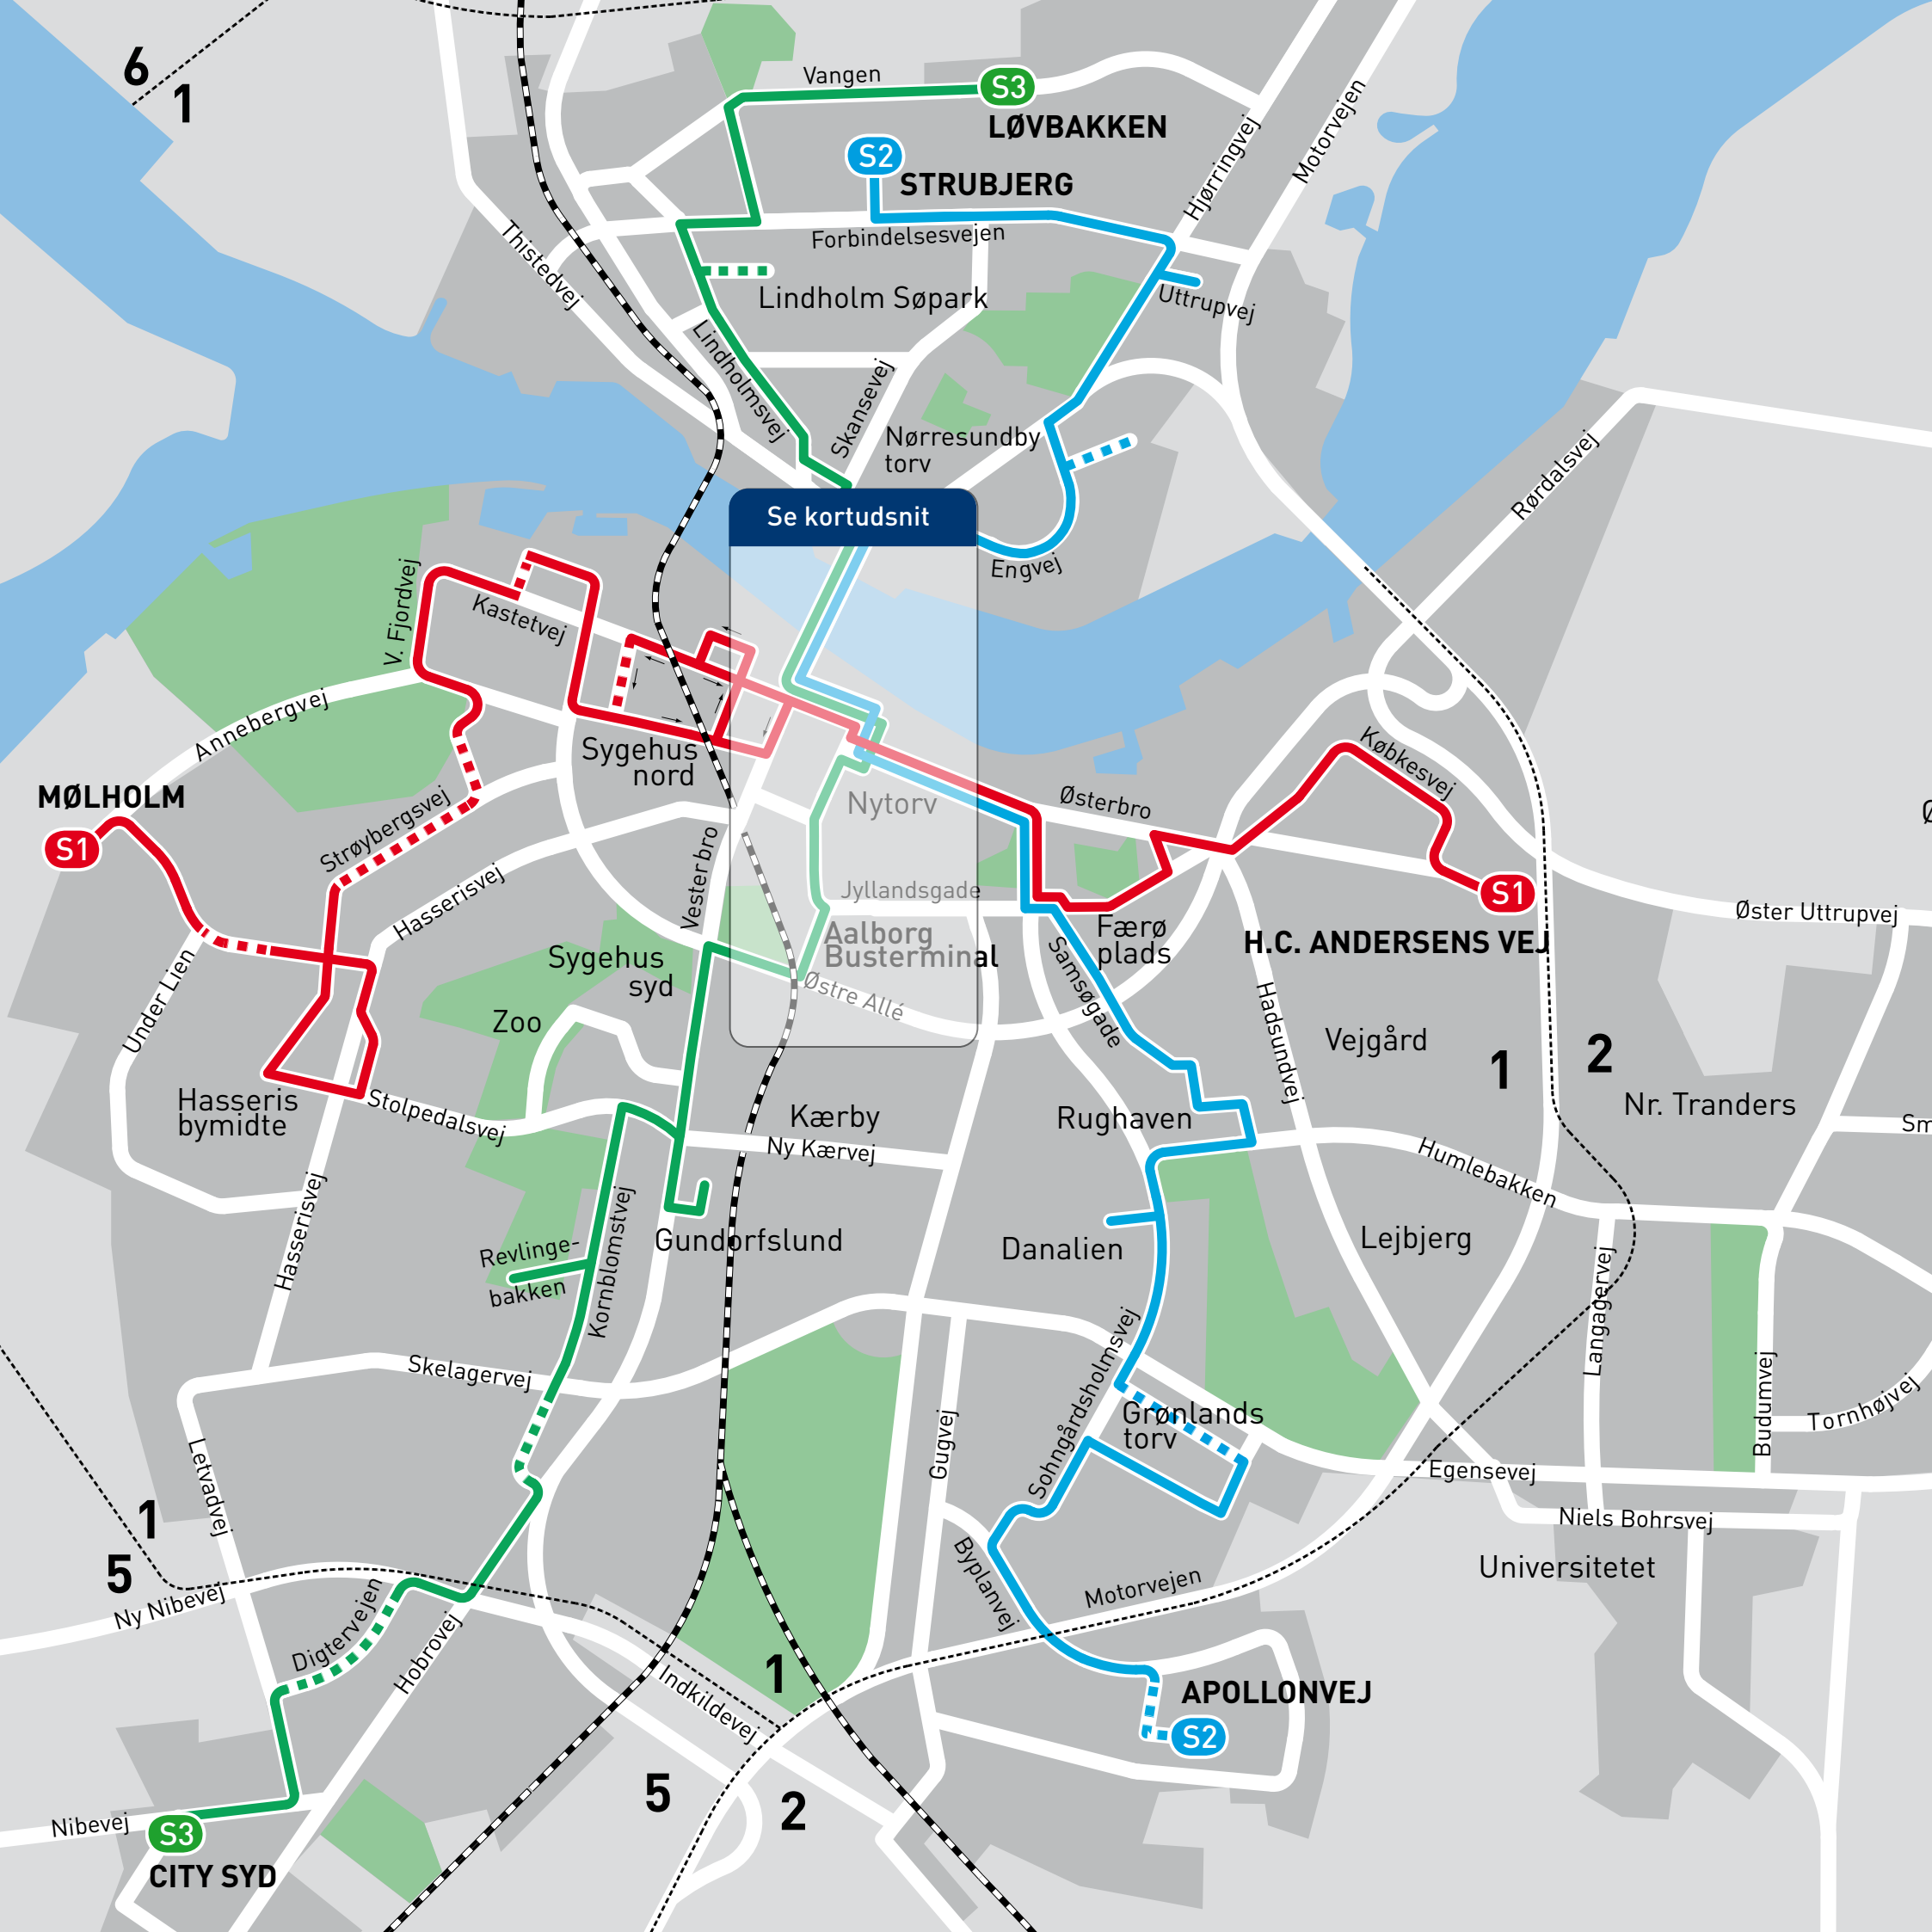 6
1
Vangen
S3
LØVBAKKEN
S2
STRUBJERG
Hjørringvej
Motorvejen
Thistedvej
Forbindelsesvejen
Lindholm Søpark
Uttrupvej
Lindholmsvej
Skansevej
Nørresundby
torv
Rørdalsvej
Se kortudsnit
Engvej
V. Fjordvej
Kastetvej
Annebergvej
Sygehus
nord
MØLHOLM
S1
Strøybergsvej
Nytorv
Østerbro
Købkesvej
Ø
Hasserisvej
Vesterbro
Jyllandsgade
S1
Øster Uttrupvej
Aalborg
Busterminal
Færø
plads
H.C. ANDERSENS VEJ
Sygehus
syd
Østre Allé
Samsøgade
Under Lien
Zoo
Hadsundvej
Vejgård
1
2
Hasseris
bymidte
Stolpedalsvej
Kærby
Ny Kærvej
Rughaven
Nr. Tranders
Sm
Humlebakken
Hasserisvej
Kornblomstvej
Revlinge-
bakken
Gundorfslund
Danalien
Lejbjerg
Langagervej
Skelagervej
Sohngårdsholmsvej
Budumvej
Tornhøjvej
Grønlands
torv
Letvadvej
Gugvej
Egensevej
Niels Bohrsvej
1
5
Universitetet
Byplanvej
Motorvejen
Ny Nibevej
Digtervejen
Hobrovej
Indkildevej
1
APOLLONVEJ
S2
5
2
Nibevej
S3
CITY SYD